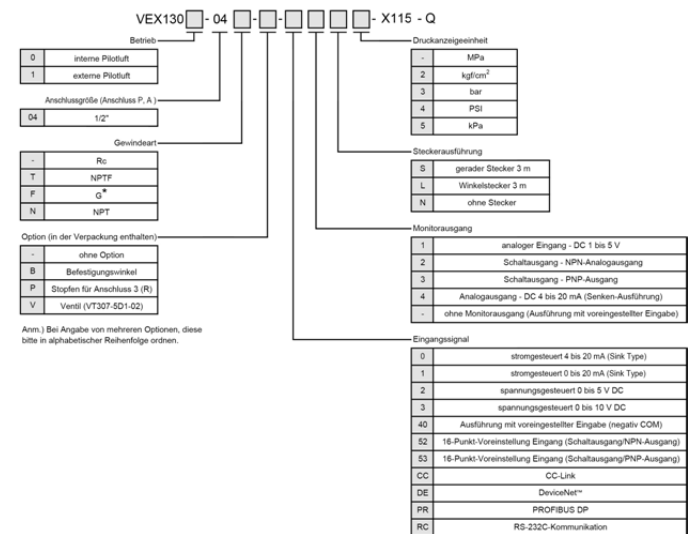 VEX130 - 04 - - - X115 - Q
Betrieb
0 interne Pilotluft
1 externe Pilotluft
Anschlussgröße (Anschluss P, A )
04 1/2"
Gewindeart
- Rc
T NPTF
F G*
N NPT
Option (in der Verpackung enthalten)
- ohne Option
B Befestigungswinkel
P Stopfen für Anschluss 3 (R)
V Ventil (VT307-5D1-02)
Anm.) Bei Angabe von mehreren Optionen, diese
bitte in alphabetischer Reihenfolge ordnen.
Druckanzeigeeinheit
- MPa
2 kgf/cm²
3 bar
4 PSI
5 kPa
Steckerausführung
S gerader Stecker 3 m
L Winkelstecker 3 m
N ohne Stecker
Monitorausgang
1 analoger Eingang - DC 1 bis 5 V
2 Schaltausgang - NPN-Analogausgang
3 Schaltausgang - PNP-Ausgang
4 Analogausgang - DC 4 bis 20 mA (Senken-Ausführung)
- ohne Monitorausgang (Ausführung mit voreingestellter Eingabe)
Eingangssignal
0 stromgesteuert 4 bis 20 mA (Sink Type)
1 stromgesteuert 0 bis 20 mA (Sink Type)
2 spannungsgesteuert 0 bis 5 V DC
3 spannungsgesteuert 0 bis 10 V DC
40 Ausführung mit voreingestellter Eingabe (negativ COM)
52 16-Punkt-Voreinstellung Eingang (Schaltausgang/NPN-Ausgang)
53 16-Punkt-Voreinstellung Eingang (Schaltausgang/PNP-Ausgang)
CC CC-Link
DE DeviceNet™
PR PROFIBUS DP
RC RS-232C-Kommunikation